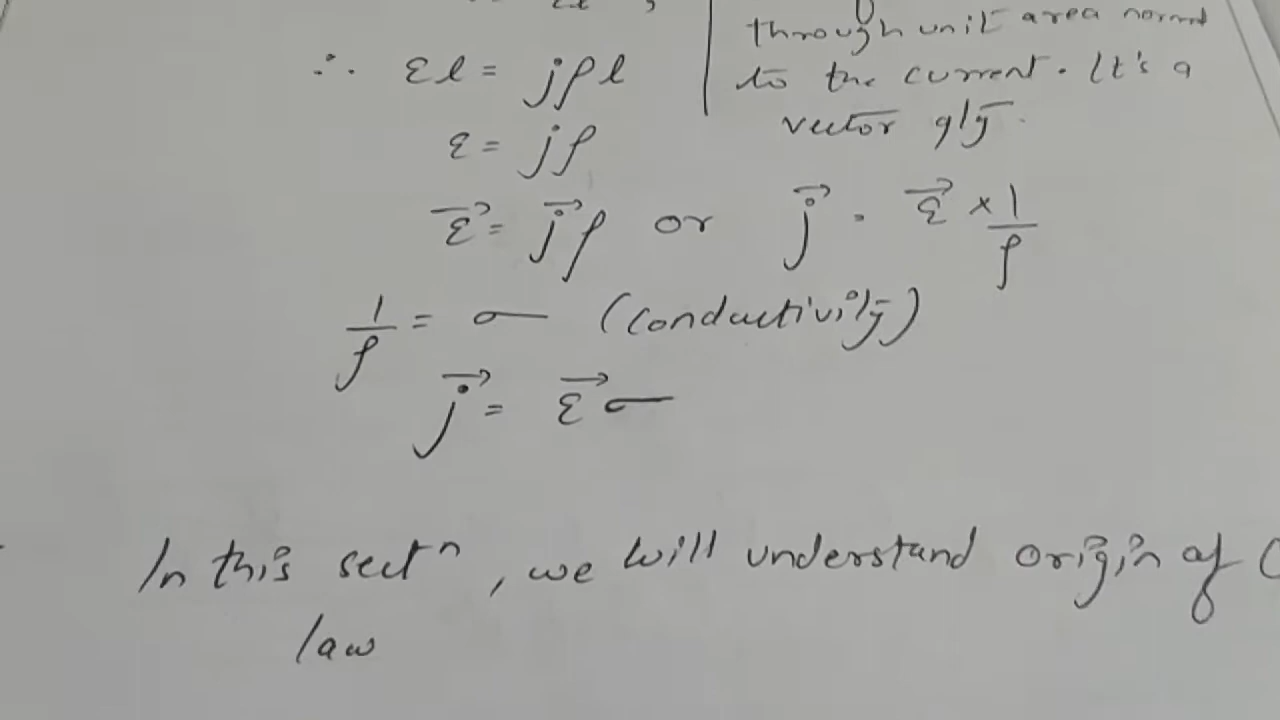 through unit area normal
to the current. It's a
vector qty.
∴ εl = jρl
ε = jρ
ε⃗ = j⃗ρ or j⃗ = ε⃗ × 1/ρ
1/ρ = σ (conductivity)
j⃗ = ε⃗σ
In this sectⁿ, we will understand origin of
law